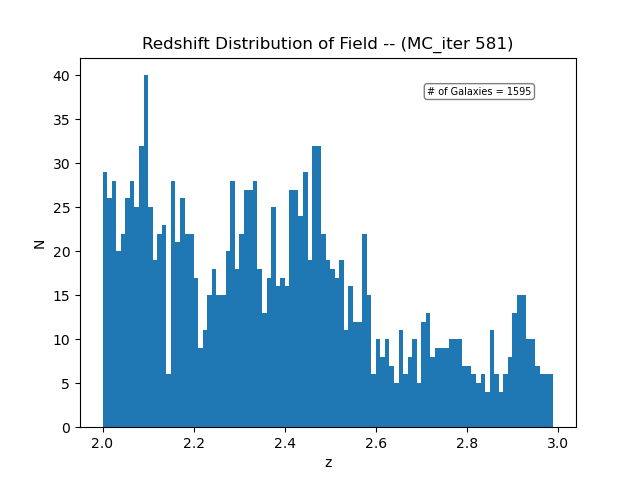 Redshift Distribution of Field -- (MC_iter 581)
# of Galaxies = 1595
N
40
35
30
25
20
15
10
5
0
2.0 2.2 2.4 2.6 2.8 3.0
z